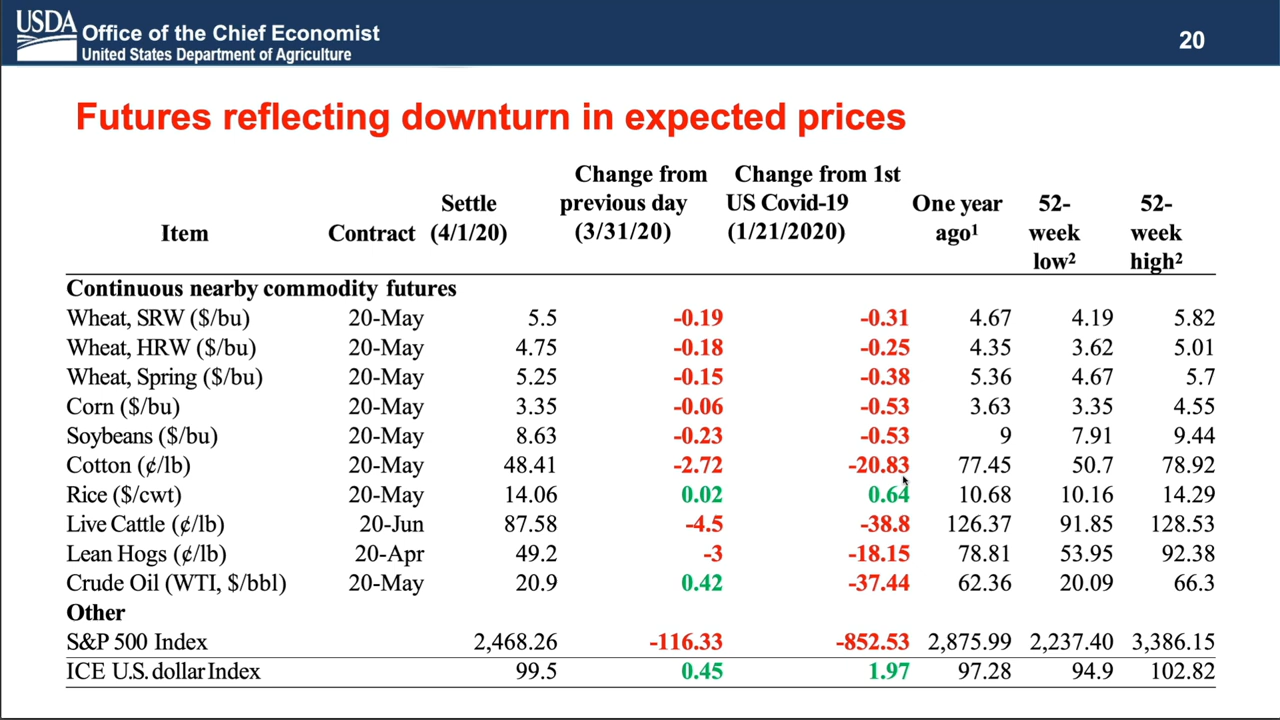 USDA Office of the Chief Economist
United States Department of Agriculture
20
Futures reflecting downturn in expected prices
Item Contract Settle (4/1/20) Change from previous day (3/31/20) Change from 1st US Covid-19 (1/21/2020) One year ago¹ 52-week low² 52-week high²
Continuous nearby commodity futures
Wheat, SRW ($/bu) 20-May 5.5 -0.19 -0.31 4.67 4.19 5.82
Wheat, HRW ($/bu) 20-May 4.75 -0.18 -0.25 4.35 3.62 5.01
Wheat, Spring ($/bu) 20-May 5.25 -0.15 -0.38 5.36 4.67 5.7
Corn ($/bu) 20-May 3.35 -0.06 -0.53 3.63 3.35 4.55
Soybeans ($/bu) 20-May 8.63 -0.23 -0.53 9 7.91 9.44
Cotton (¢/lb) 20-May 48.41 -2.72 -20.83 77.45 50.7 78.92
Rice ($/cwt) 20-May 14.06 0.02 0.64 10.68 10.16 14.29
Live Cattle (¢/lb) 20-Jun 87.58 -4.5 -38.8 126.37 91.85 128.53
Lean Hogs (¢/lb) 20-Apr 49.2 -3 -18.15 78.81 53.95 92.38
Crude Oil (WTI, $/bbl) 20-May 20.9 0.42 -37.44 62.36 20.09 66.3
Other
S&P 500 Index 2,468.26 -116.33 -852.53 2,875.99 2,237.40 3,386.15
ICE U.S. dollar Index 99.5 0.45 1.97 97.28 94.9 102.82